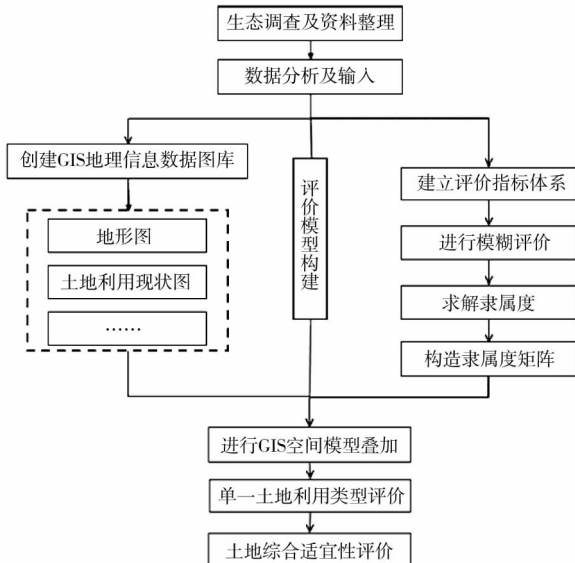 生态调查及资料整理
数据分析及输入
创建GIS地理信息数据图库
地形图
土地利用现状图
……
评价模型构建
建立评价指标体系
进行模糊评价
求解隶属度
构造隶属度矩阵
进行GIS空间模型叠加
单一土地利用类型评价
土地综合适宜性评价